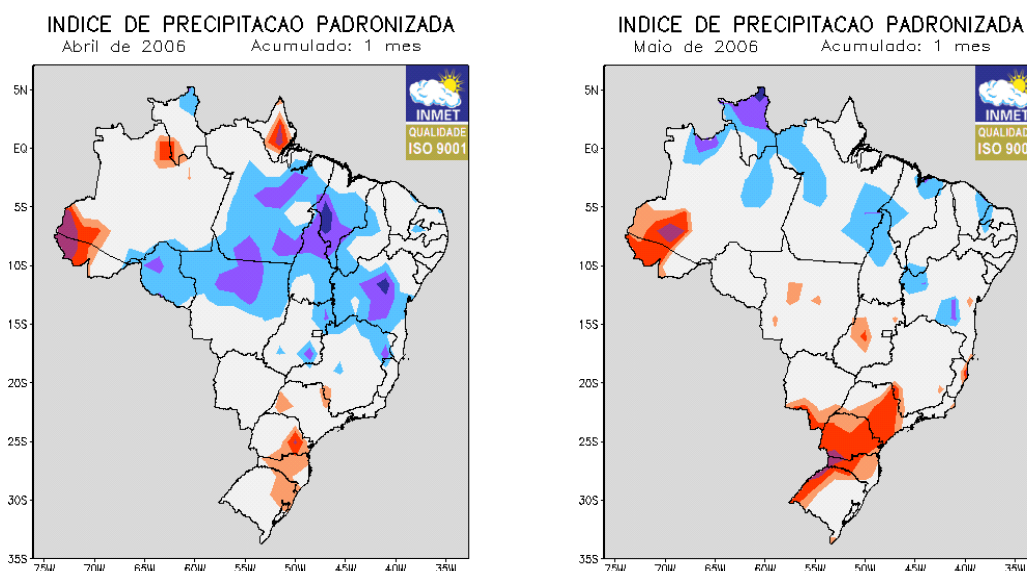 INDICE DE PRECIPITACAO PADRONIZADA
Abril de 2006 Acumulado: 1 mes
INMET
QUALIDADE
ISO 9001
5N
EQ
5S
10S
15S
20S
25S
30S
35S
75W 70W 65W 60W 55W 50W 45W 40W 35W
INDICE DE PRECIPITACAO PADRONIZADA
Maio de 2006 Acumulado: 1 mes
INMET
QUALIDAD
ISO 900
5N
EQ
5S
10S
15S
20S
25S
30S
35S
75W 70W 65W 60W 55W 50W 45W 40W 35W